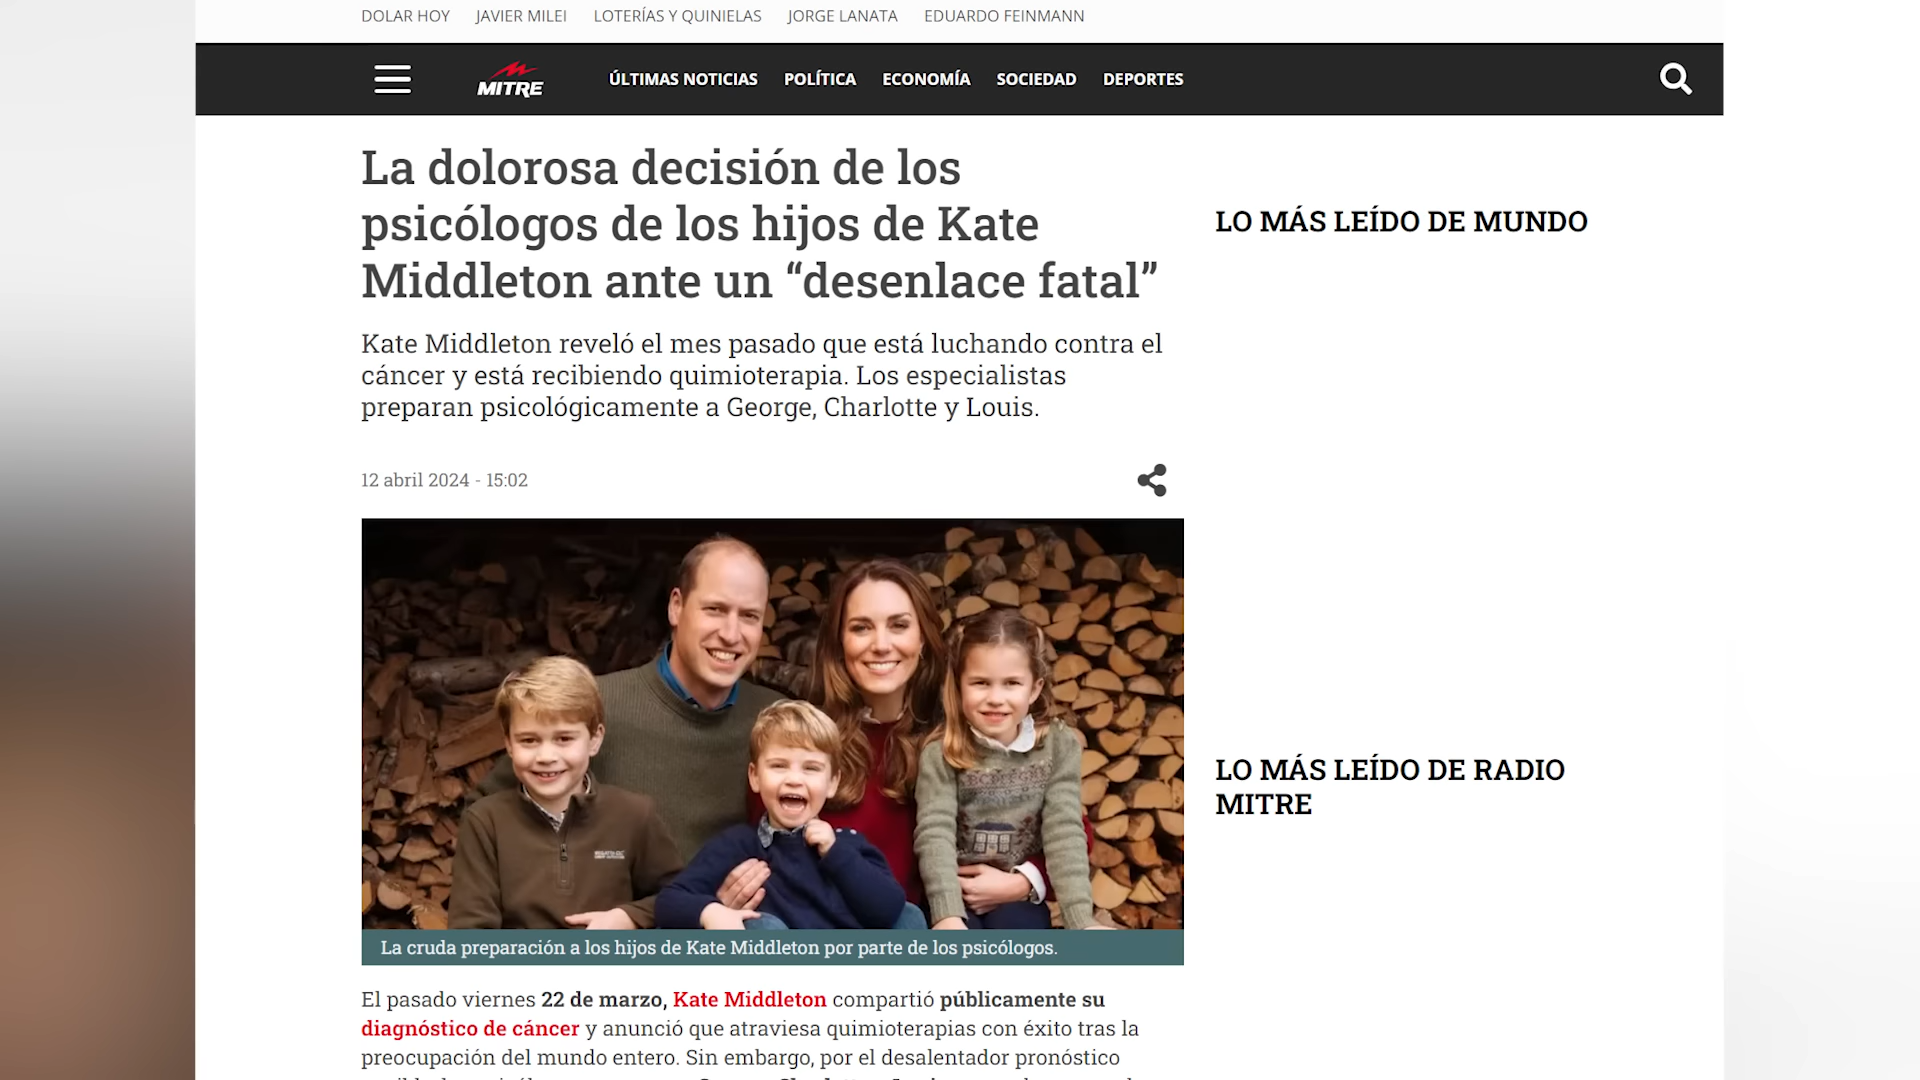 DOLAR HOY JAVIER MILEI LOTERÍAS Y QUINIELAS JORGE LANATA EDUARDO FEINMANN
MITRE ÚLTIMAS NOTICIAS POLÍTICA ECONOMÍA SOCIEDAD DEPORTES
La dolorosa decisión de los
psicólogos de los hijos de Kate
Middleton ante un “desenlace fatal”
Kate Middleton reveló el mes pasado que está luchando contra el
cáncer y está recibiendo quimioterapia. Los especialistas
preparan psicológicamente a George, Charlotte y Louis.
12 abril 2024 - 15:02
La cruda preparación a los hijos de Kate Middleton por parte de los psicólogos.
El pasado viernes 22 de marzo, Kate Middleton compartió públicamente su
diagnóstico de cáncer y anunció que atraviesa quimioterapias con éxito tras la
preocupación del mundo entero. Sin embargo, por el desalentador pronóstico
LO MÁS LEÍDO DE MUNDO
LO MÁS LEÍDO DE RADIO
MITRE